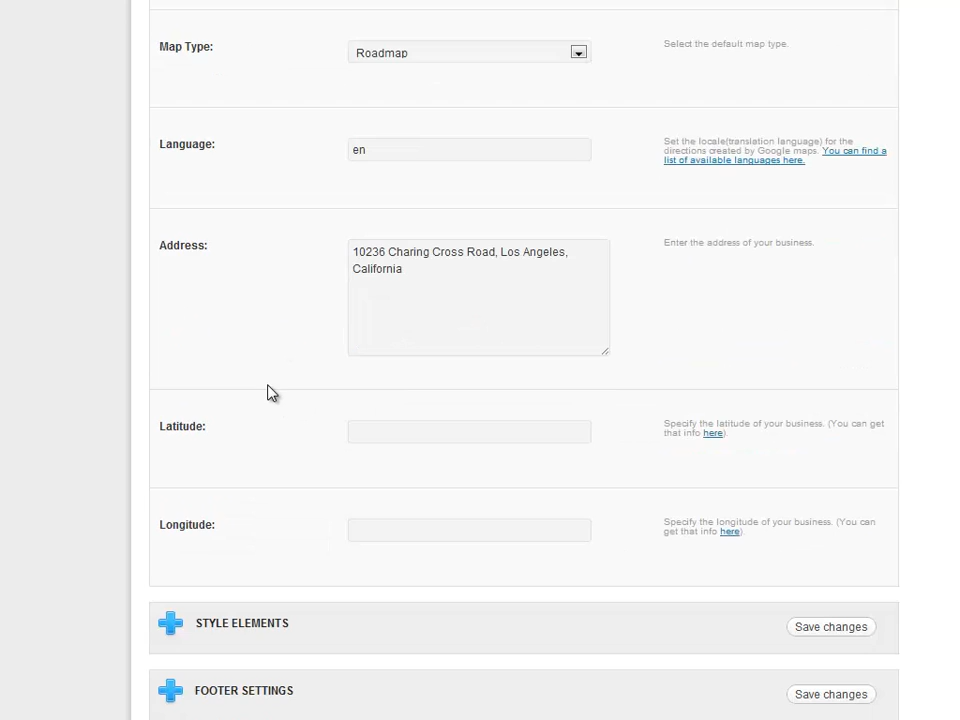 Map Type:
Roadmap
Select the default map type.
Language:
en
Set the locale(translation language) for the
directions created by Google maps. You can find a
list of available languages here.
Address:
10236 Charing Cross Road, Los Angeles,
California
Enter the address of your business.
Latitude:
Specify the latitude of your business. (You can get
that info here).
Longitude:
Specify the longitude of your business. (You can
get that info here).
STYLE ELEMENTS
Save changes
FOOTER SETTINGS
Save changes